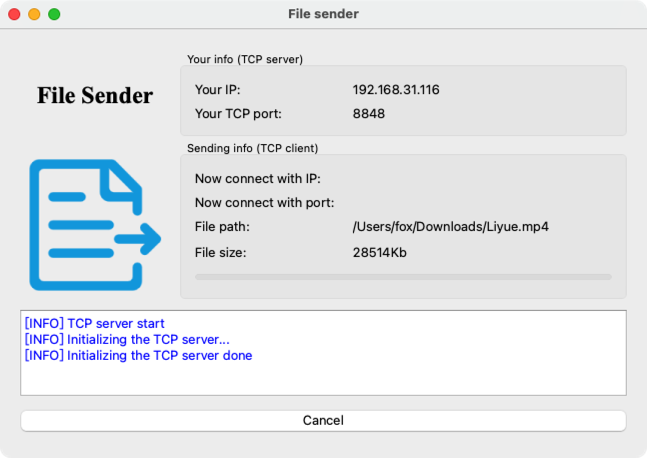 File sender
File Sender
Your info (TCP server)
Your IP: 192.168.31.116
Your TCP port: 8848
Sending info (TCP client)
Now connect with IP:
Now connect with port:
File path: /Users/fox/Downloads/Liyue.mp4
File size: 28514Kb
[INFO] TCP server start
[INFO] Initializing the TCP server...
[INFO] Initializing the TCP server done
Cancel